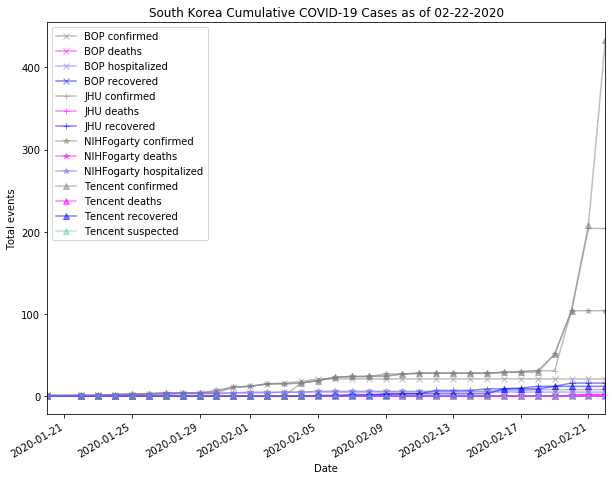 South Korea Cumulative COVID-19 Cases as of 02-22-2020
BOP confirmed
BOP deaths
BOP hospitalized
BOP recovered
JHU confirmed
JHU deaths
JHU recovered
NIHFogarty confirmed
NIHFogarty deaths
NIHFogarty hospitalized
Tencent confirmed
Tencent deaths
Tencent recovered
Tencent suspected
Total events
400
300
200
100
0
2020-01-21
2020-01-25
2020-01-29
2020-02-01
2020-02-05
2020-02-09
2020-02-13
2020-02-17
2020-02-21
Date